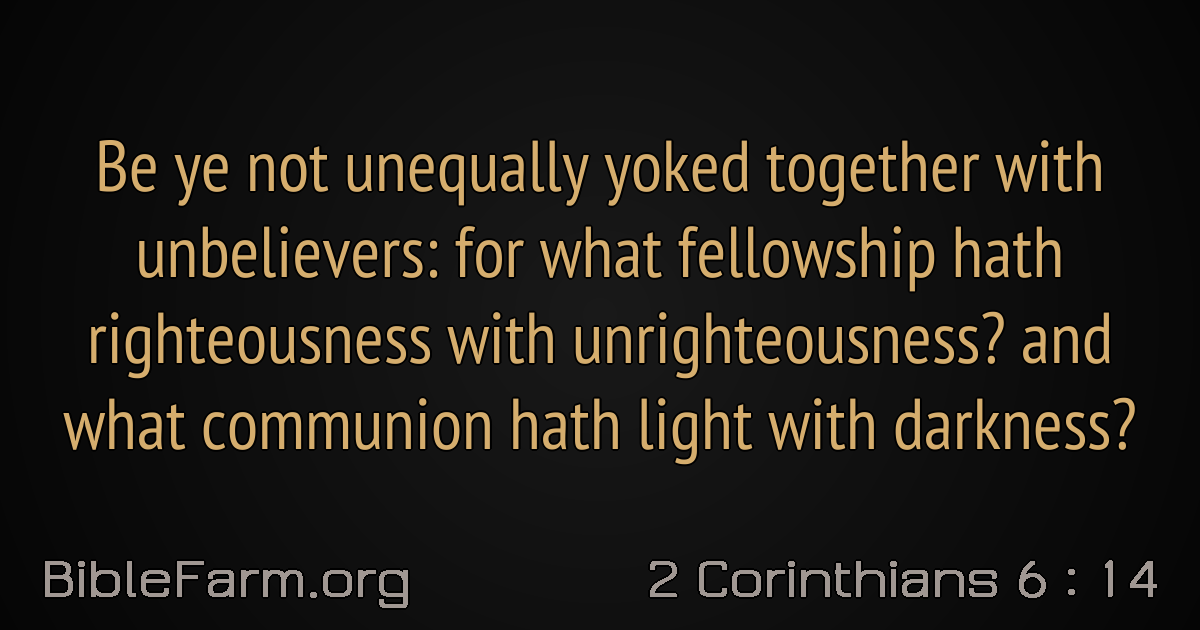 Be ye not unequally yoked together with
unbelievers: for what fellowship hath
righteousness with unrighteousness? and
what communion hath light with darkness?
BibleFarm.org
2 Corinthians 6 : 14